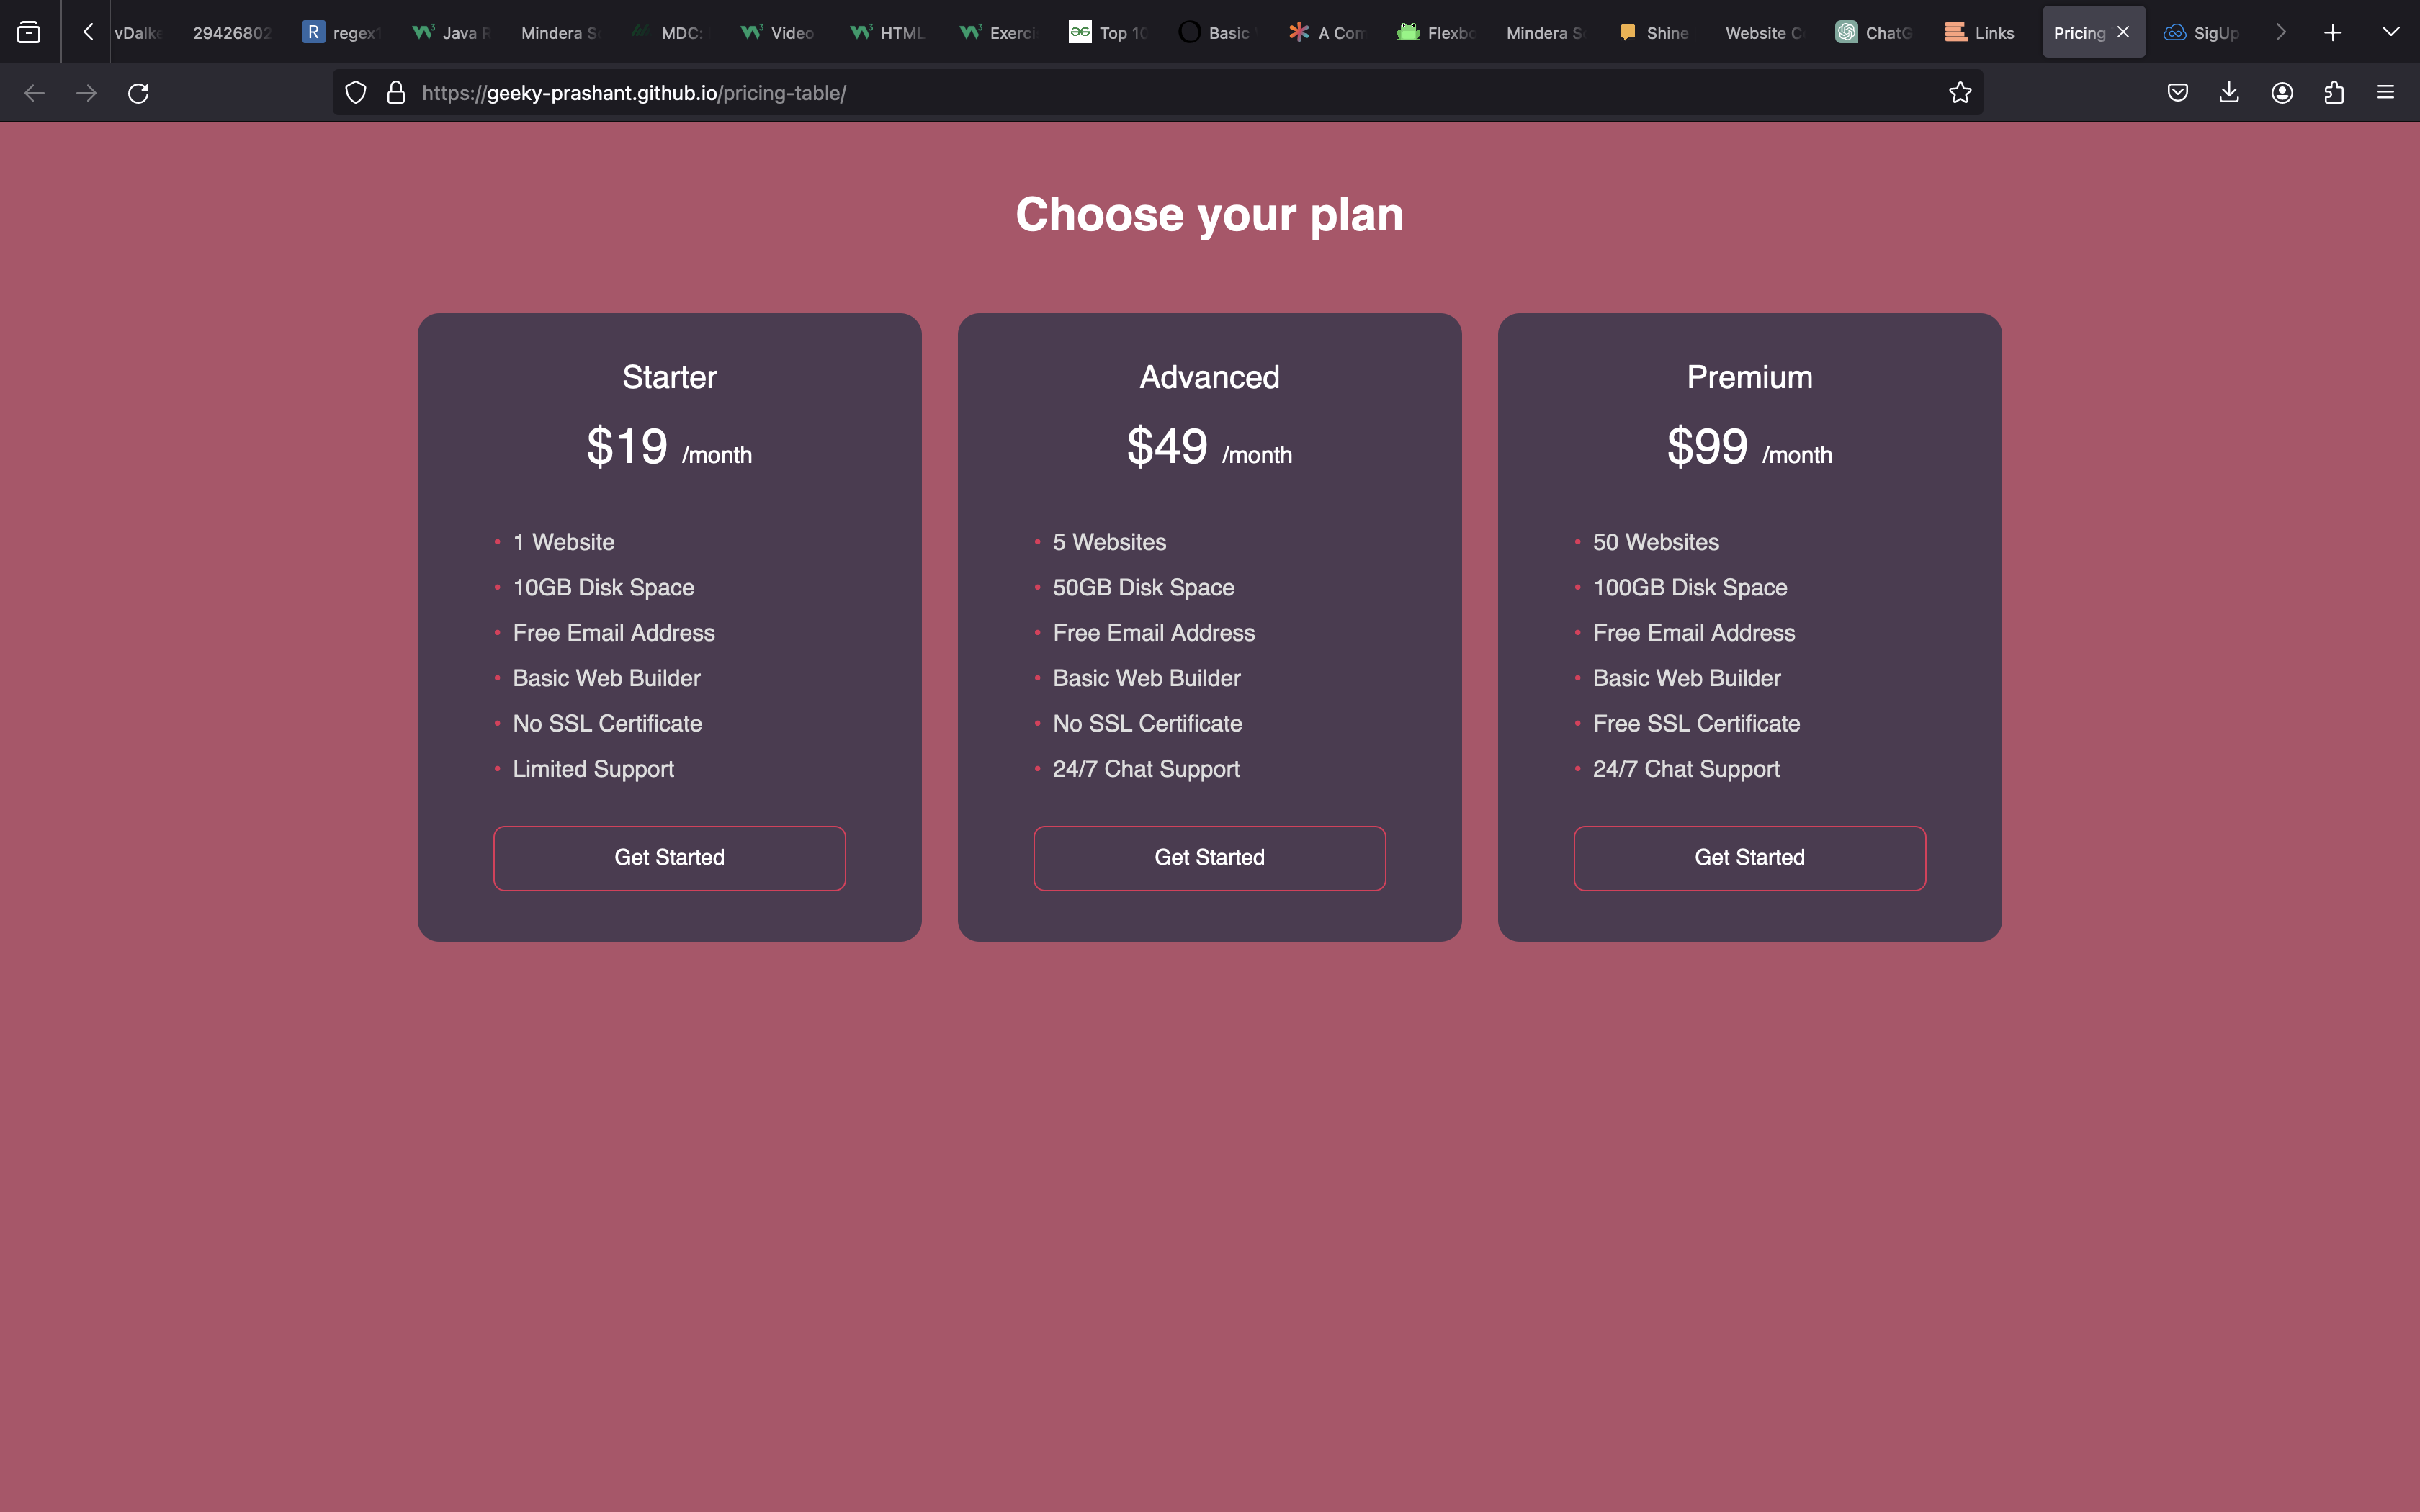 29426802
R regex1
Java R
Mindera S
MDC:
Video
HTML
Exerci
Top 10
Basic
A Com
Flexbo
Mindera S
Shine
Website C
ChatG
Links
Pricing
SigUp
https://geeky-prashant.github.io/pricing-table/
Choose your plan
Starter
$19 /month
1 Website
10GB Disk Space
Free Email Address
Basic Web Builder
No SSL Certificate
Limited Support
Get Started
Advanced
$49 /month
5 Websites
50GB Disk Space
Free Email Address
Basic Web Builder
No SSL Certificate
24/7 Chat Support
Get Started
Premium
$99 /month
50 Websites
100GB Disk Space
Free Email Address
Basic Web Builder
Free SSL Certificate
24/7 Chat Support
Get Started